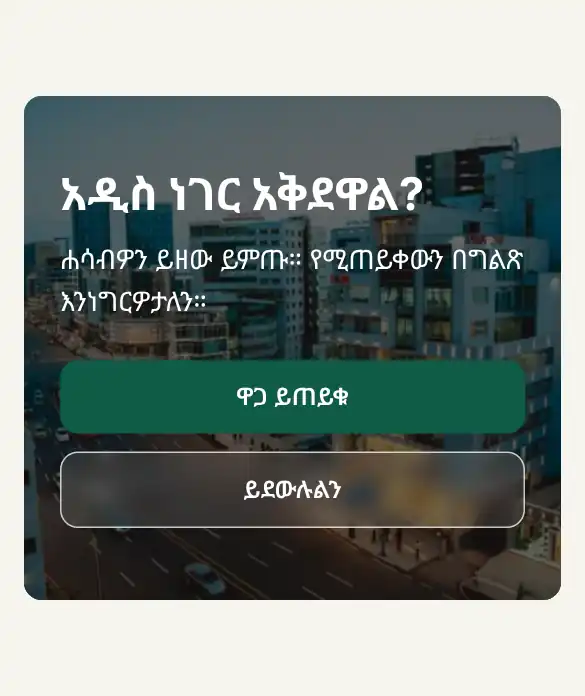 አዲስ ነገር አቅደዋል?
ሐሳብዎን ይዘው ይምጡ። የሚጠይቀውን በግልጽ
እንነግርዎታለን።
ዋጋ ይጠይቁ
ይደውሉልን